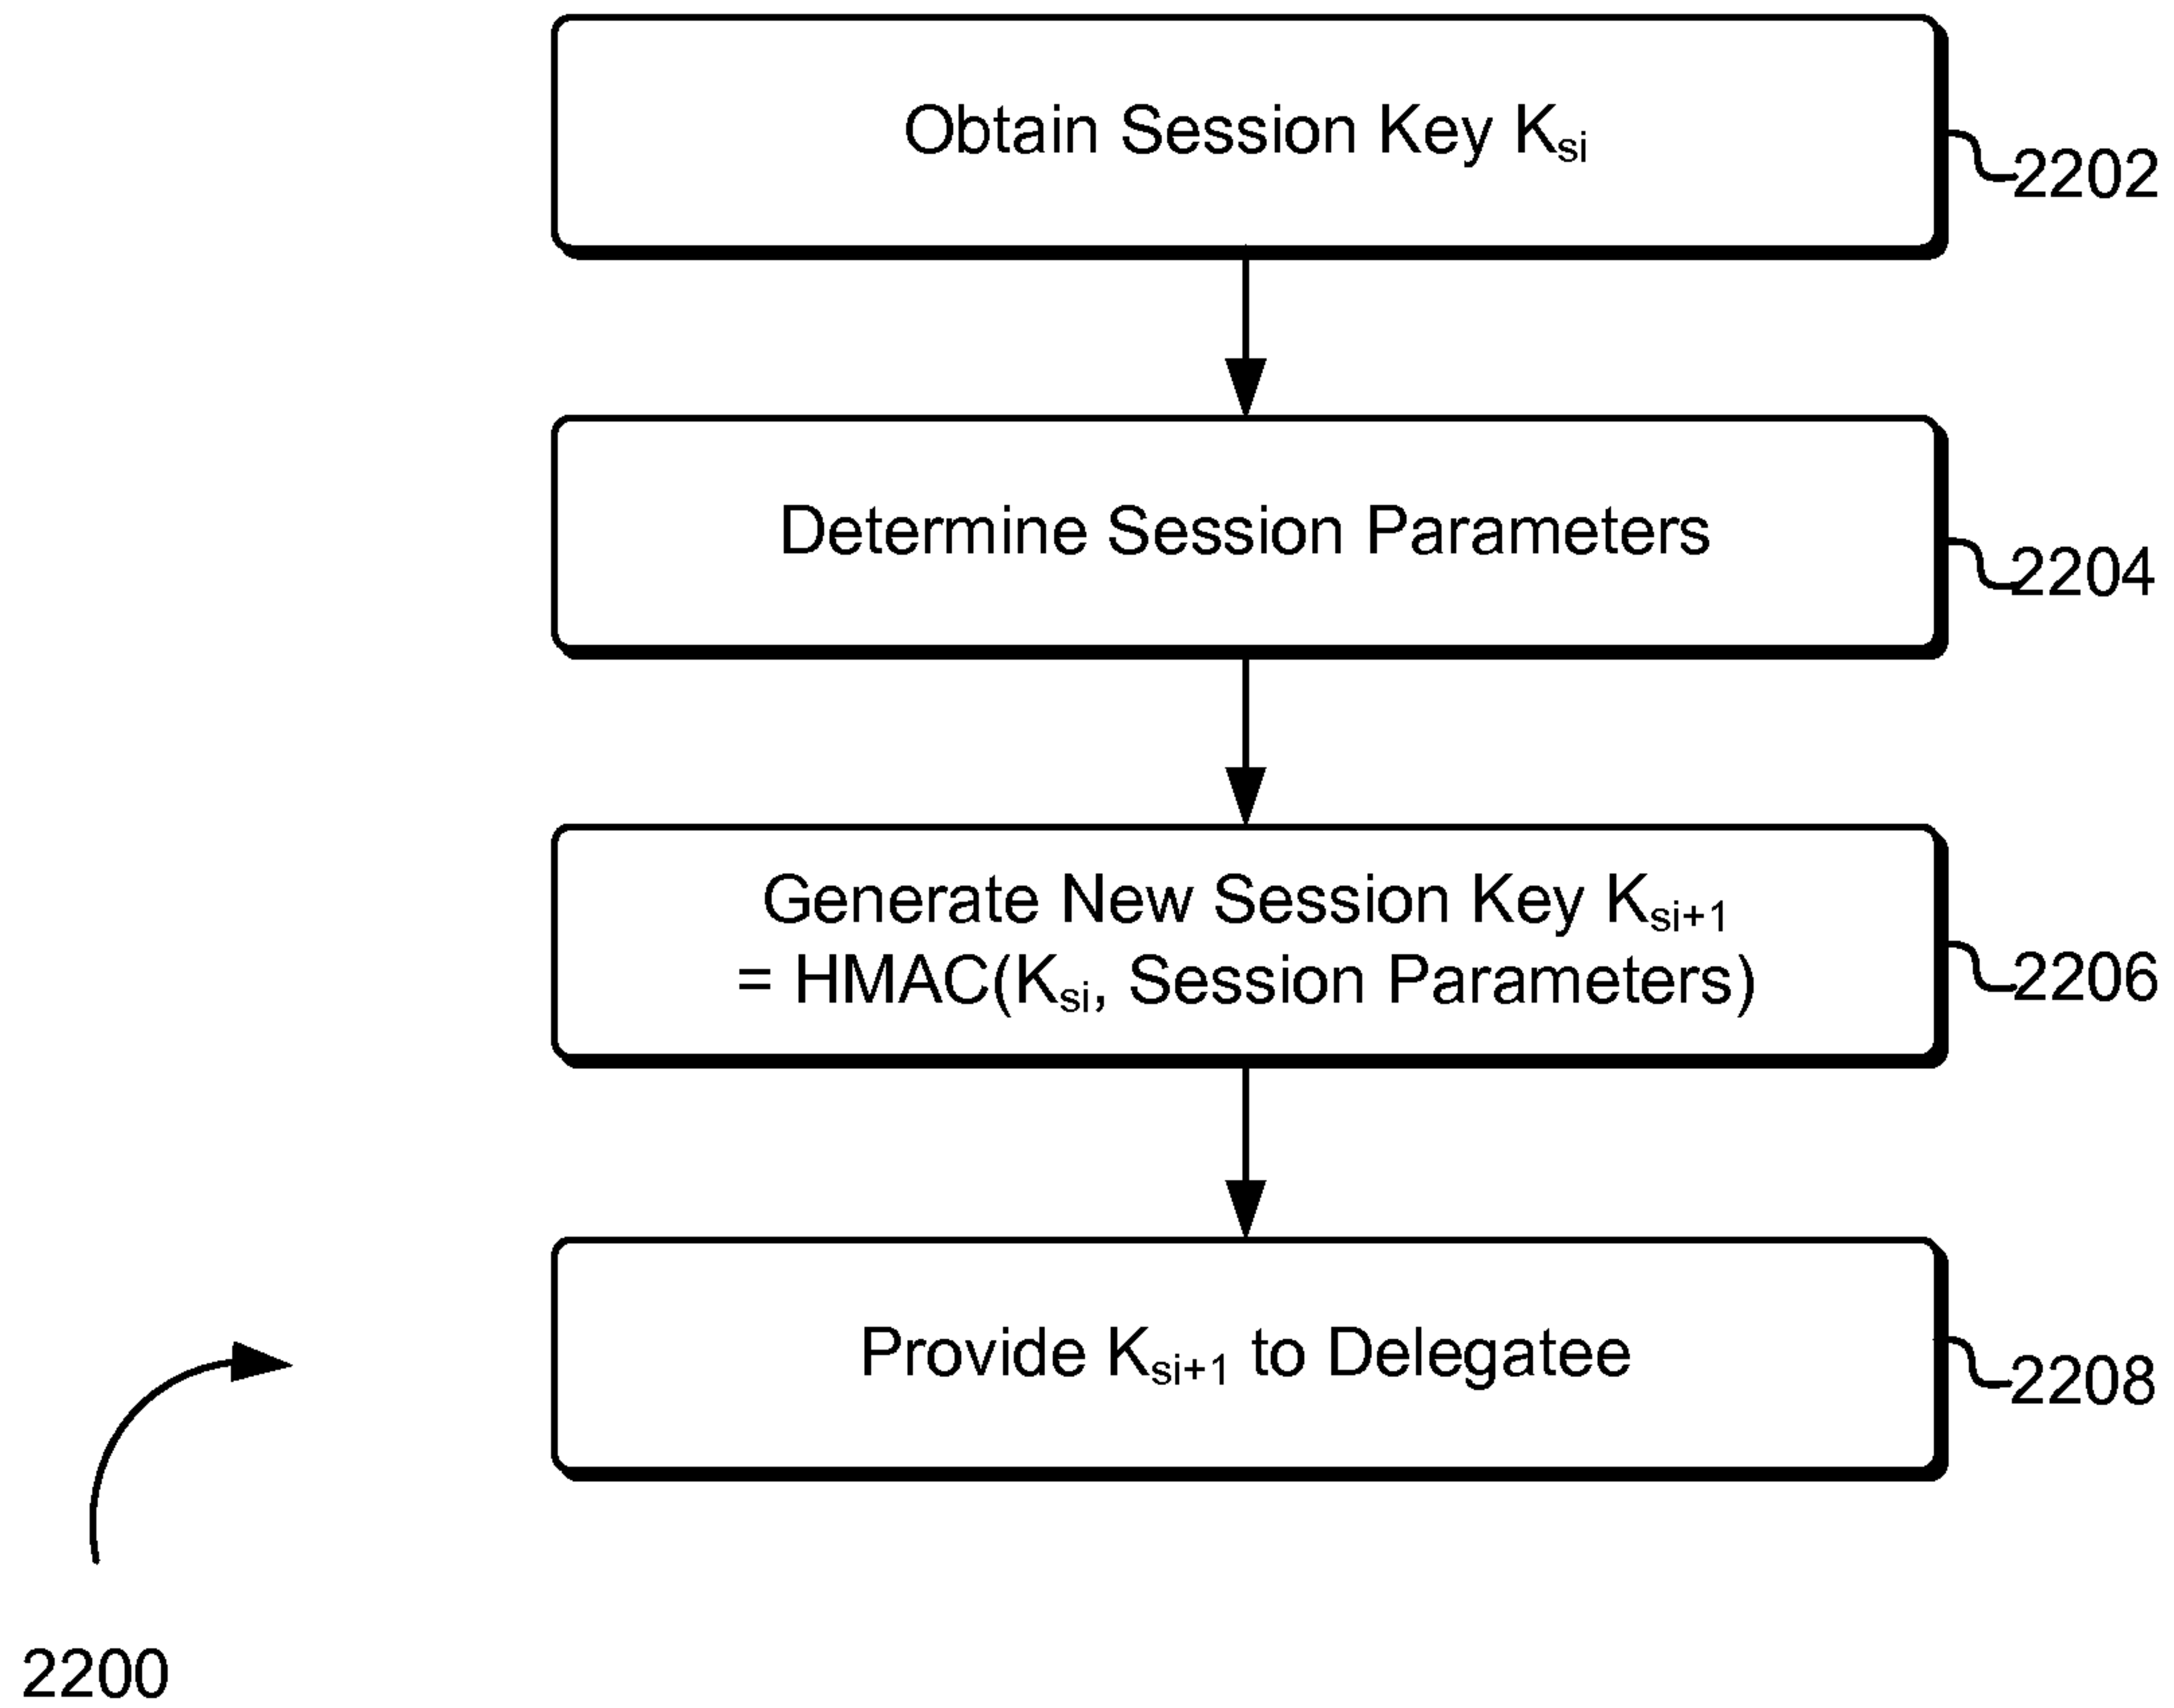 Obtain Session Key Ksi
2202
Determine Session Parameters
2204
Generate New Session Key Ksi+1
= HMAC(Ksi, Session Parameters)
2206
Provide Ksi+1 to Delegatee
2208
2200